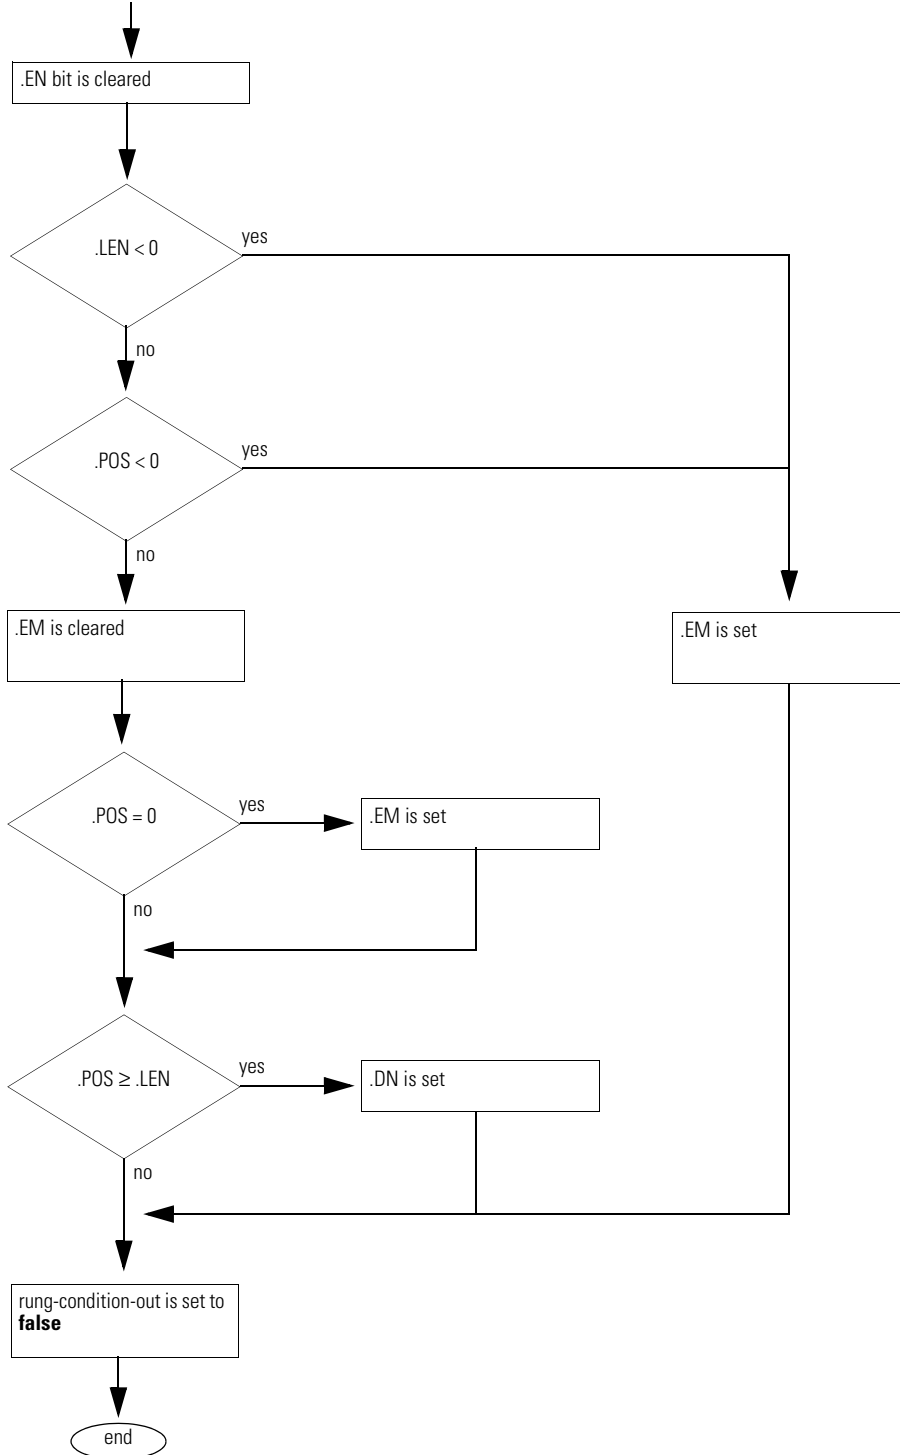 .EN bit is cleared
.LEN < 0
yes
no
.POS < 0
yes
no
.EM is cleared
.EM is set
.POS = 0
yes
.EM is set
no
.POS ≥ .LEN
yes
.DN is set
no
rung-condition-out is set to
false
end